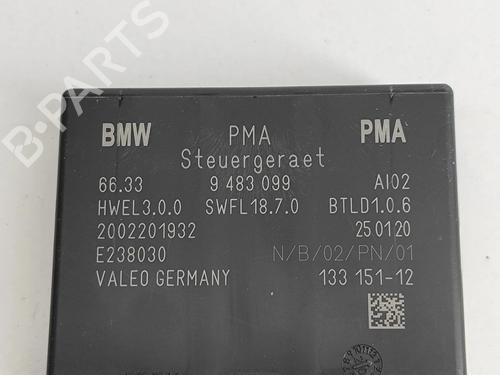 B-PARTS
BMW PMA PMA
Steuergeraet
66.33 9 483 099 AI02
HWEL3.0.0 SWFL18.7.0 BTLD1.0.6
2002201932 250120
E238030 N/B/02/PN/01
VALEO GERMANY 133 151-12